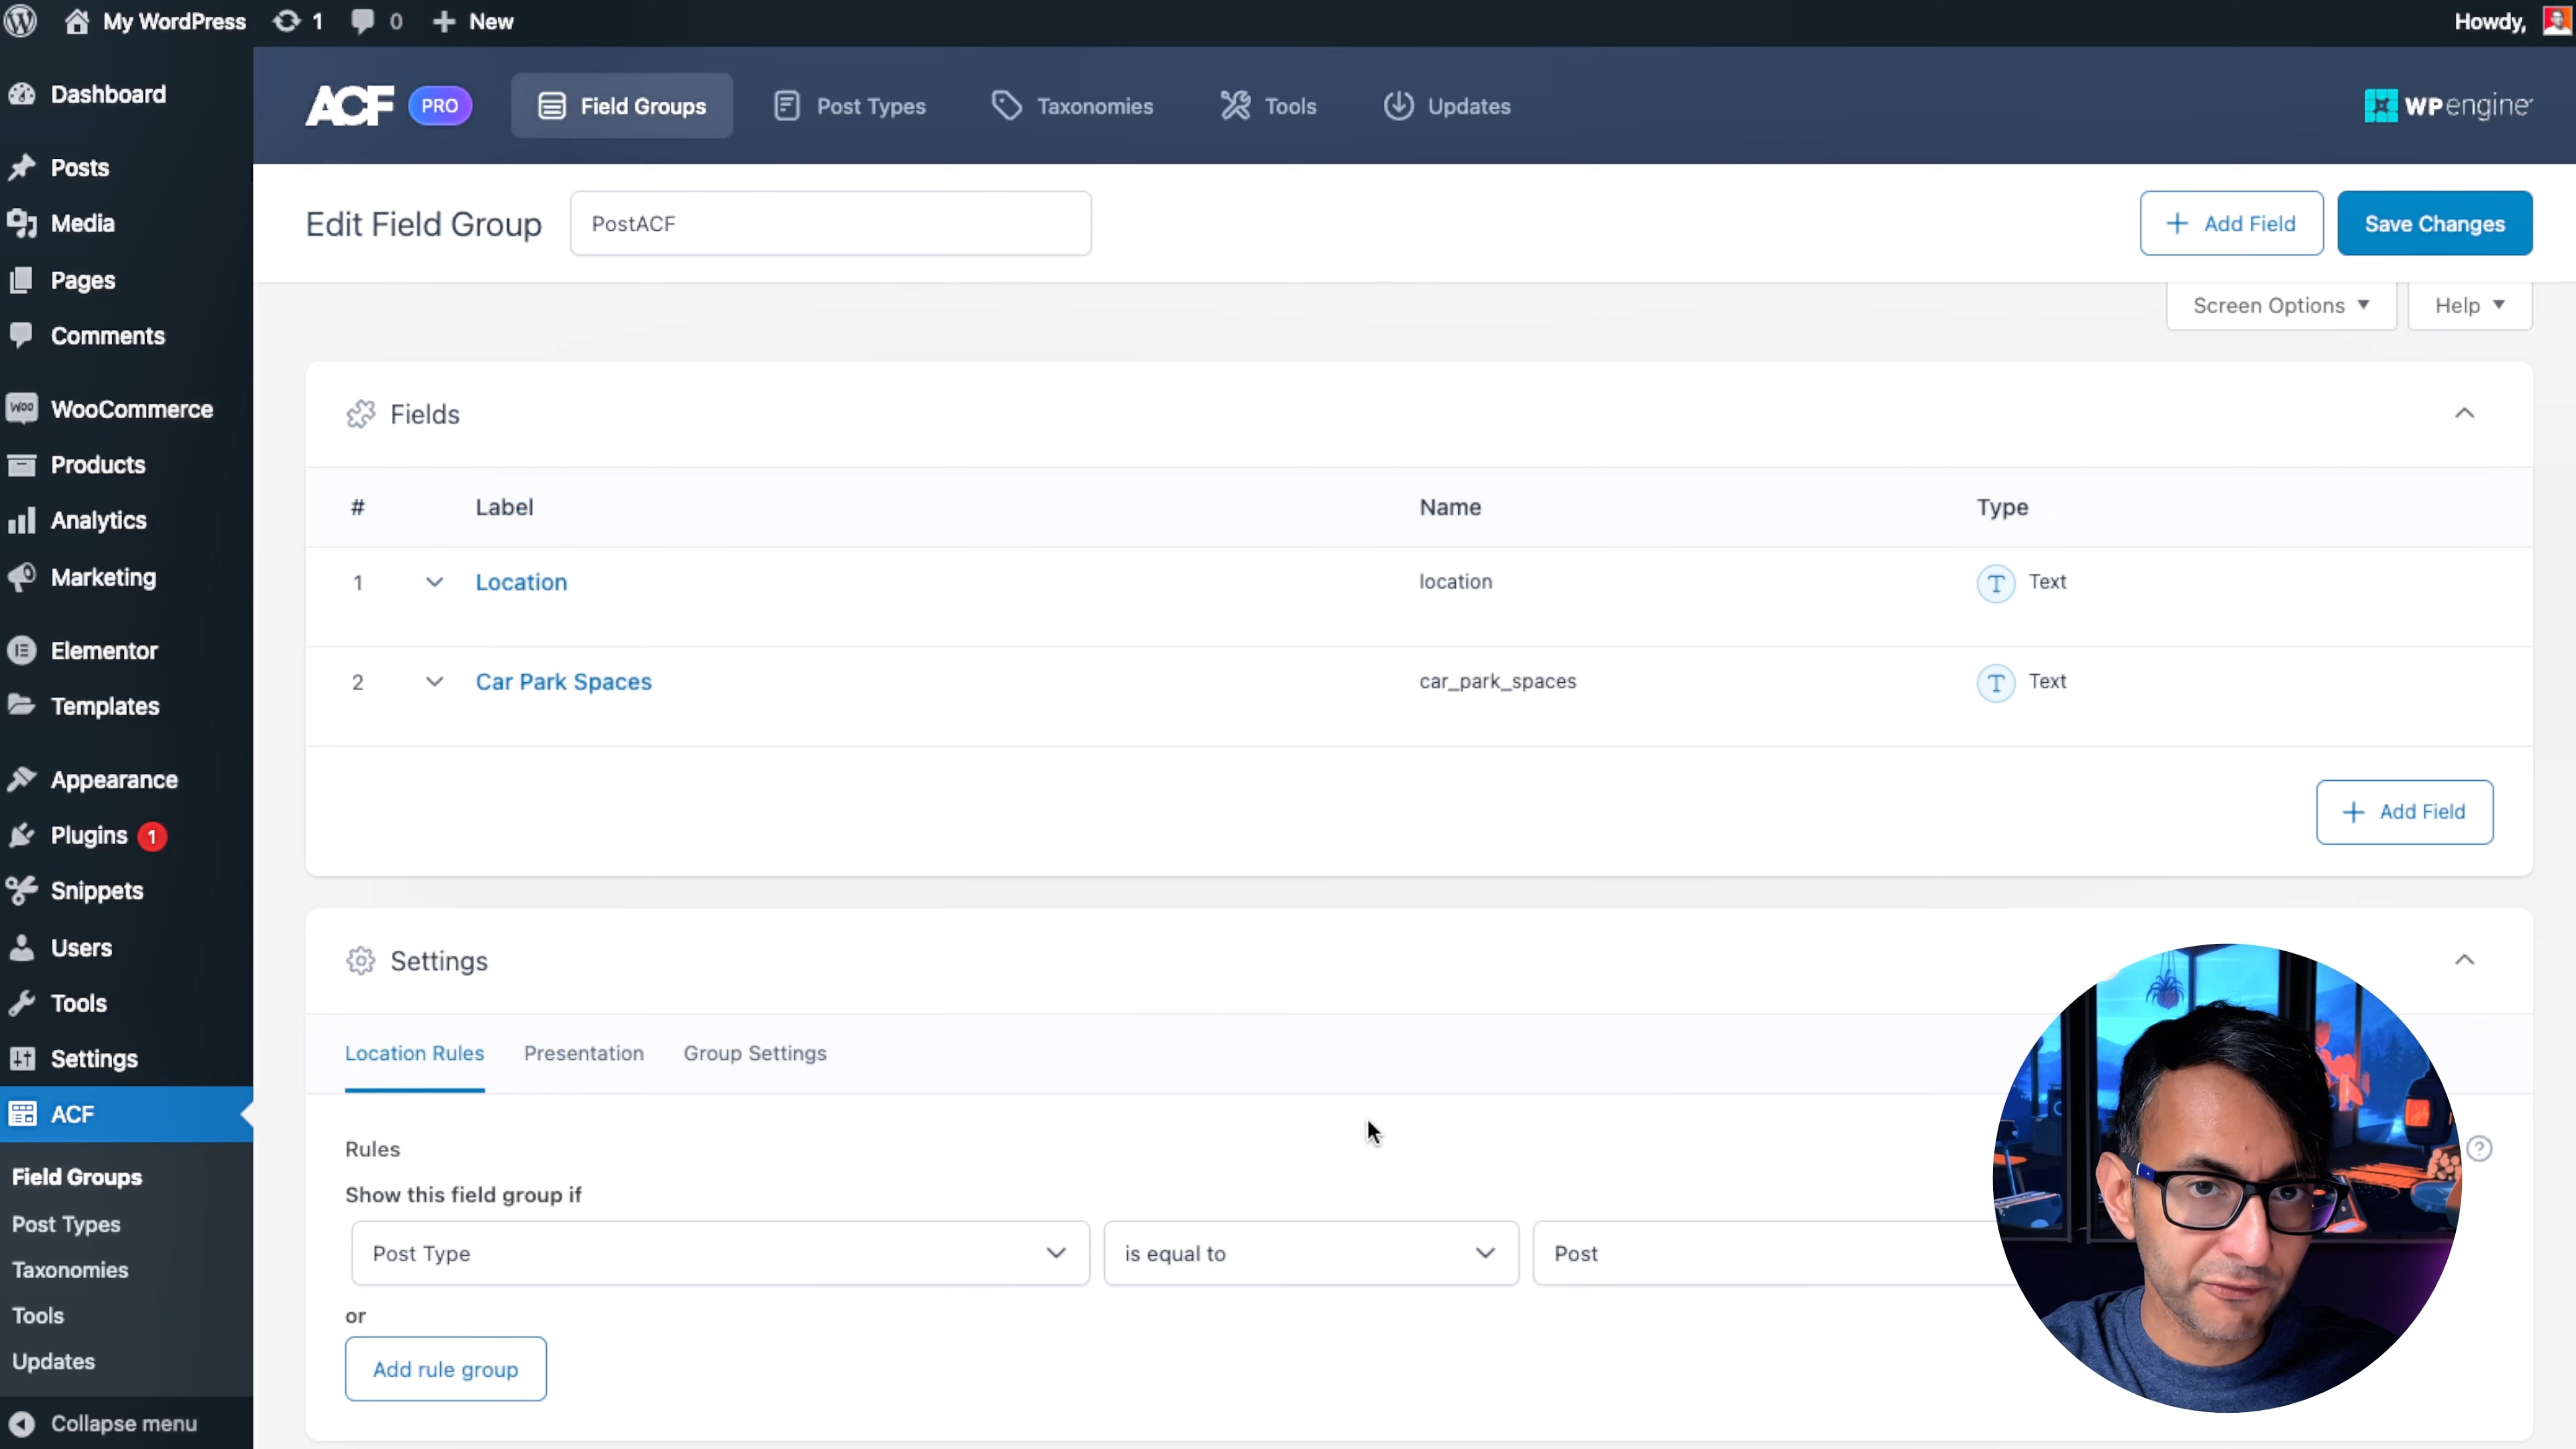 My WordPress 1 0 New Howdy,
Dashboard
Posts
Media
Pages
Comments
WooCommerce
Products
Analytics
Marketing
Elementor
Templates
Appearance
Plugins 1
Snippets
Users
Tools
Settings
ACF
Field Groups
Post Types
Taxonomies
Tools
Updates
Collapse menu
ACF PRO Field Groups Post Types Taxonomies Tools Updates WP engine
Edit Field Group PostACF + Add Field Save Changes
Screen Options Help
Fields
# Label Name Type
1 Location location T Text
2 Car Park Spaces car_park_spaces T Text
+ Add Field
Settings
Location Rules Presentation Group Settings
Rules ?
Show this field group if
Post Type is equal to Post
or
Add rule group